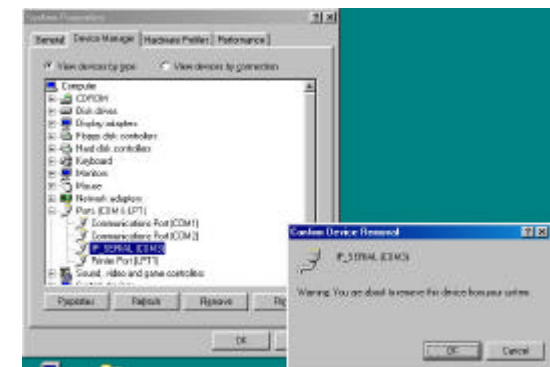 System Properties
General Device Manager Hardware Profiles Performance
View devices by type View devices by connection
Computer
CDROM
Disk drives
Display adapters
Floppy disk controllers
Hard disk controllers
Keyboard
Monitors
Mouse
Network adapters
Ports (COM & LPT)
Communications Port (COM1)
Communications Port (COM2)
IP_SERIAL (COM3)
Printer Port (LPT1)
Sound, video and game controllers
Properties Refresh Remove
OK
Confirm Device Removal
IP_SERIAL (COM3)
Warning: You are about to remove this device from your system.
OK Cancel